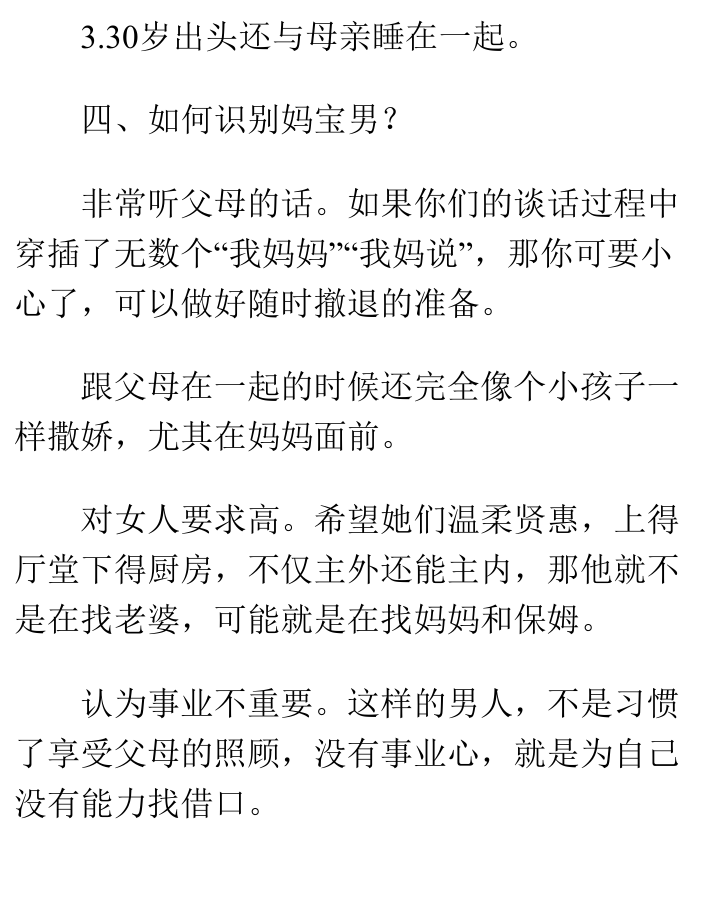 3.30岁出头还与母亲睡在一起。
四、如何识别妈宝男？
非常听父母的话。如果你们的谈话过程中
穿插了无数个“我妈妈”“我妈说”，那你可要小
心了，可以做好随时撤退的准备。
跟父母在一起的时候还完全像个小孩子一
样撒娇，尤其在妈妈面前。
对女人要求高。希望她们温柔贤惠，上得
厅堂下得厨房，不仅主外还能主内，那他就不
是在找老婆，可能就是在找妈妈和保姆。
认为事业不重要。这样的男人，不是习惯
了享受父母的照顾，没有事业心，就是为自己
没有能力找借口。